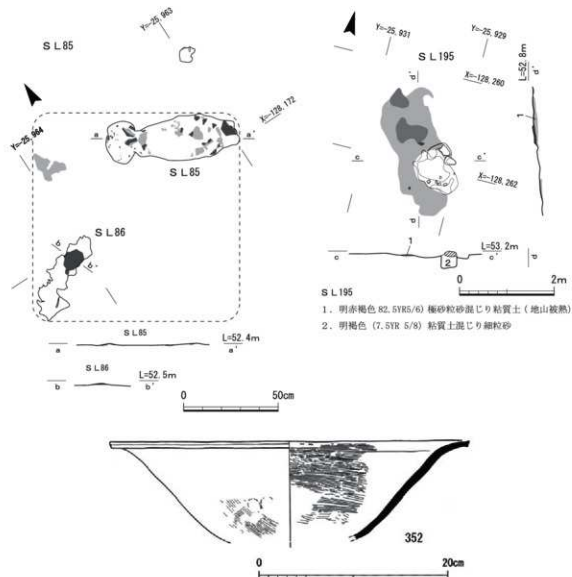 SL85
Y=-25,963
Y=-25,964
X=-128,172
a
a'
SL85
SL86
b
b'
SL85
a
a'
L=52.4m
SL86
b
b'
L=52.5m
0
50cm
Y=-25,931
Y=-25,929
SL195
L=52.8m
d'
d'
X=-128,260
1
c
c'
X=-128,262
d
1
c
c'
L=53.2m
d
2
0
2m
SL195
1. 明赤褐色 82.5YR5/6) 極砂粒砂混じり粘質土 (地山被熱)
2. 明褐色 (7.5YR 5/8) 粘質土混じり細粒砂
352
0
20cm